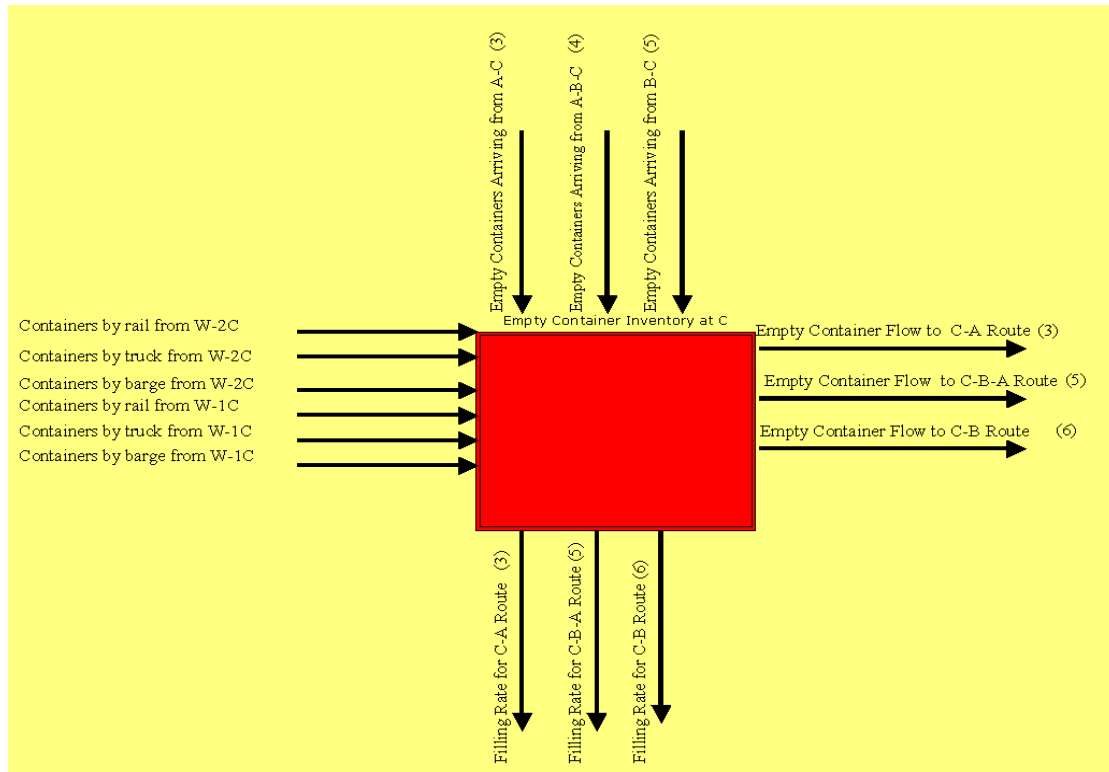 Empty Containers Arriving from A-C (3)
Empty Containers Arriving from A-B-C (4)
Empty Containers Arriving from B-C (5)
Empty Container Inventory at C
Containers by rail from W-2C
Containers by truck from W-2C
Containers by barge from W-2C
Containers by rail from W-1C
Containers by truck from W-1C
Containers by barge from W-1C
Empty Container Flow to C-A Route (3)
Empty Container Flow to C-B-A Route (5)
Empty Container Flow to C-B Route (6)
Filling Rate for C-A Route (3)
Filling Rate for C-B-A Route (5)
Filling Rate for C-B Route (6)